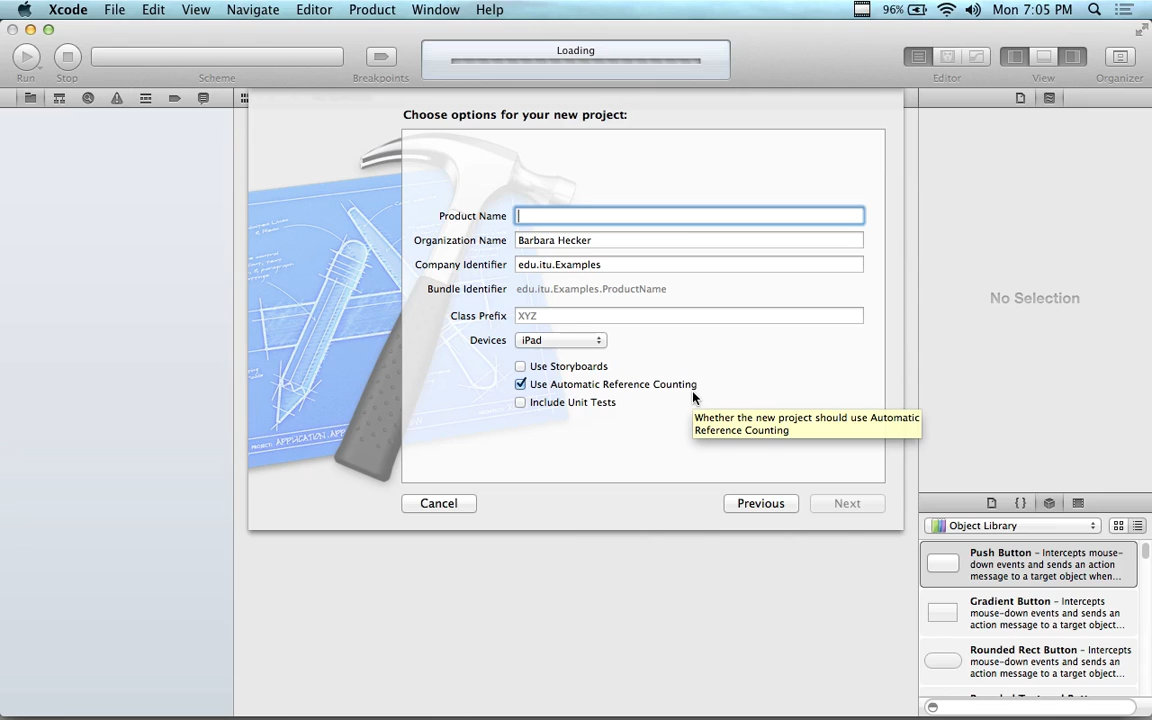 Xcode File Edit View Navigate Editor Product Window Help 96% Mon 7:05 PM
Loading
Run Stop Scheme Breakpoints Editor View Organizer
Choose options for your new project:
Product Name
Organization Name Barbara Hecker
Company Identifier edu.itu.Examples
Bundle Identifier edu.itu.Examples.ProductName
Class Prefix XYZ
Devices iPad
Use Storyboards
Use Automatic Reference Counting
Include Unit Tests
Whether the new project should use Automatic
Reference Counting
Cancel Previous Next
No Selection
{}
Object Library
Push Button - Intercepts mouse-
down events and sends an action
message to a target object when...
Gradient Button - Intercepts
mouse-down events and sends an
action message to a target object...
Rounded Rect Button - Intercepts
mouse-down events and sends an
action message to a target object...